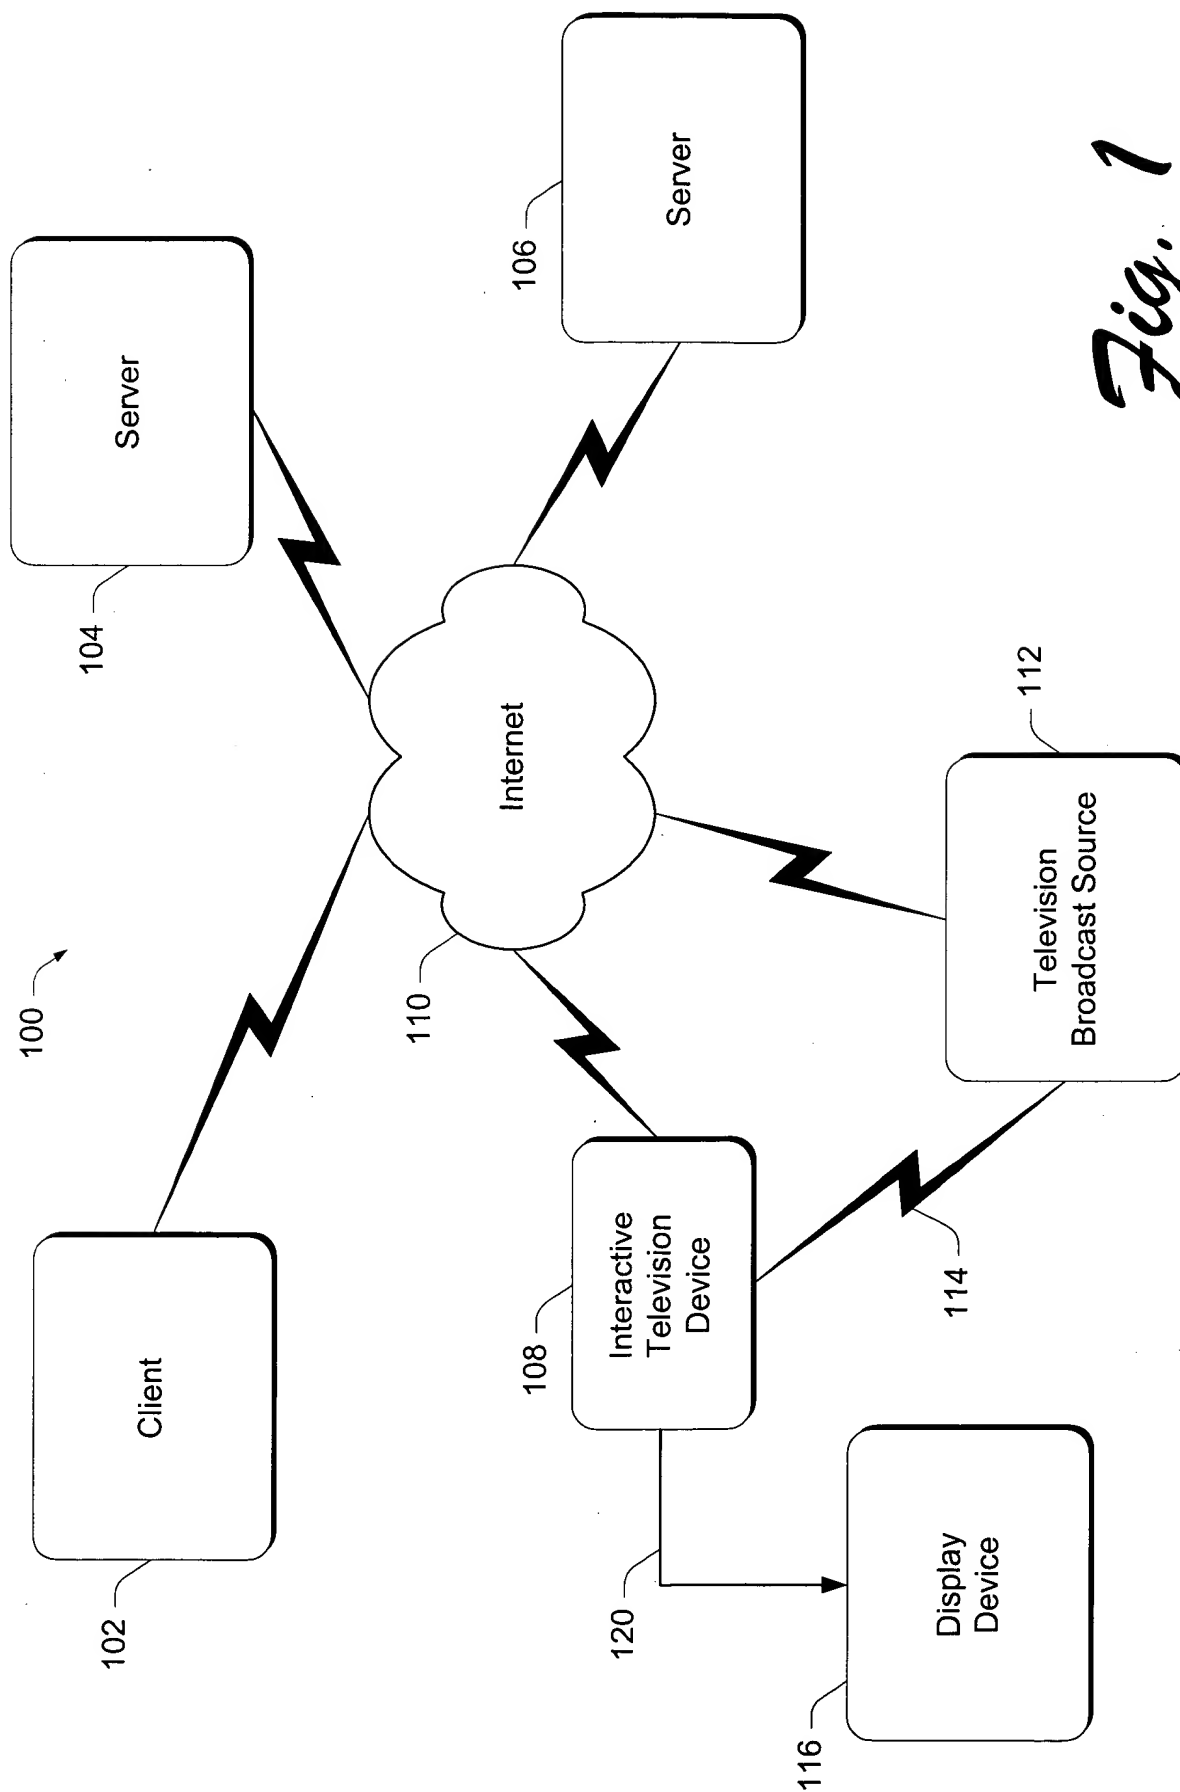 100
102
Client
104
Server
106
Server
110
Internet
108
Interactive
Television
Device
112
Television
Broadcast Source
114
120
116
Display
Device
Fig. 1